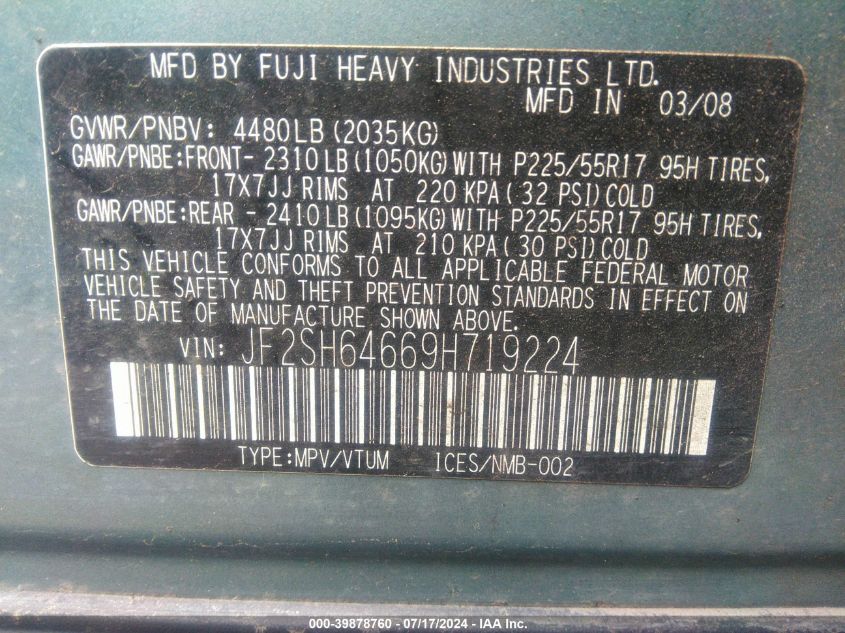 MFD BY FUJI HEAVY INDUSTRIES LTD.
MFD IN 03/08
GVWR/PNBV: 4480LB(2035KG)
GAWR/PNBE:FRONT- 2310LB(1050KG)WITH P225/55R17 95H TIRES,
17X7JJ RIMS AT 220 KPA( 32 PSI)COLD
GAWR/PNBE:REAR - 2410LB(1095KG)WITH P225/55R17 95H TIRES,
17X7JJ RIMS AT 210 KPA( 30 PSI)COLD
THIS VEHICLE CONFORMS TO ALL APPLICABLE FEDERAL MOTOR
VEHICLE SAFETY AND THEFT PREVENTION STANDARDS IN EFFECT ON
THE DATE OF MANUFACTURE SHOWN ABOVE.
VIN: JF2SH64669H719224
TYPE:MPV/VTUM ICES/NMB-002
000-39878760 - 07/17/2024 - IAA Inc.